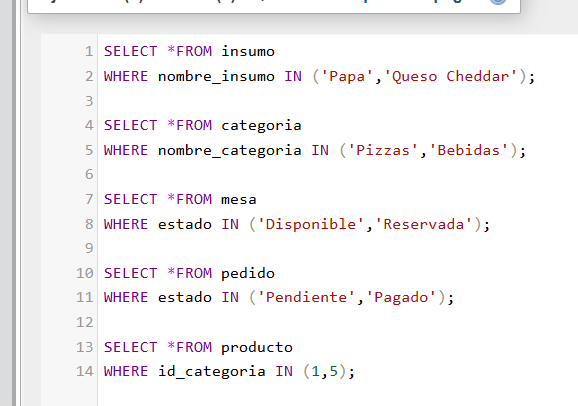 1 SELECT *FROM insumo
2 WHERE nombre_insumo IN ('Papa','Queso Cheddar');
3
4 SELECT *FROM categoria
5 WHERE nombre_categoria IN ('Pizzas','Bebidas');
6
7 SELECT *FROM mesa
8 WHERE estado IN ('Disponible','Reservada');
9
10 SELECT *FROM pedido
11 WHERE estado IN ('Pendiente','Pagado');
12
13 SELECT *FROM producto
14 WHERE id_categoria IN (1,5);